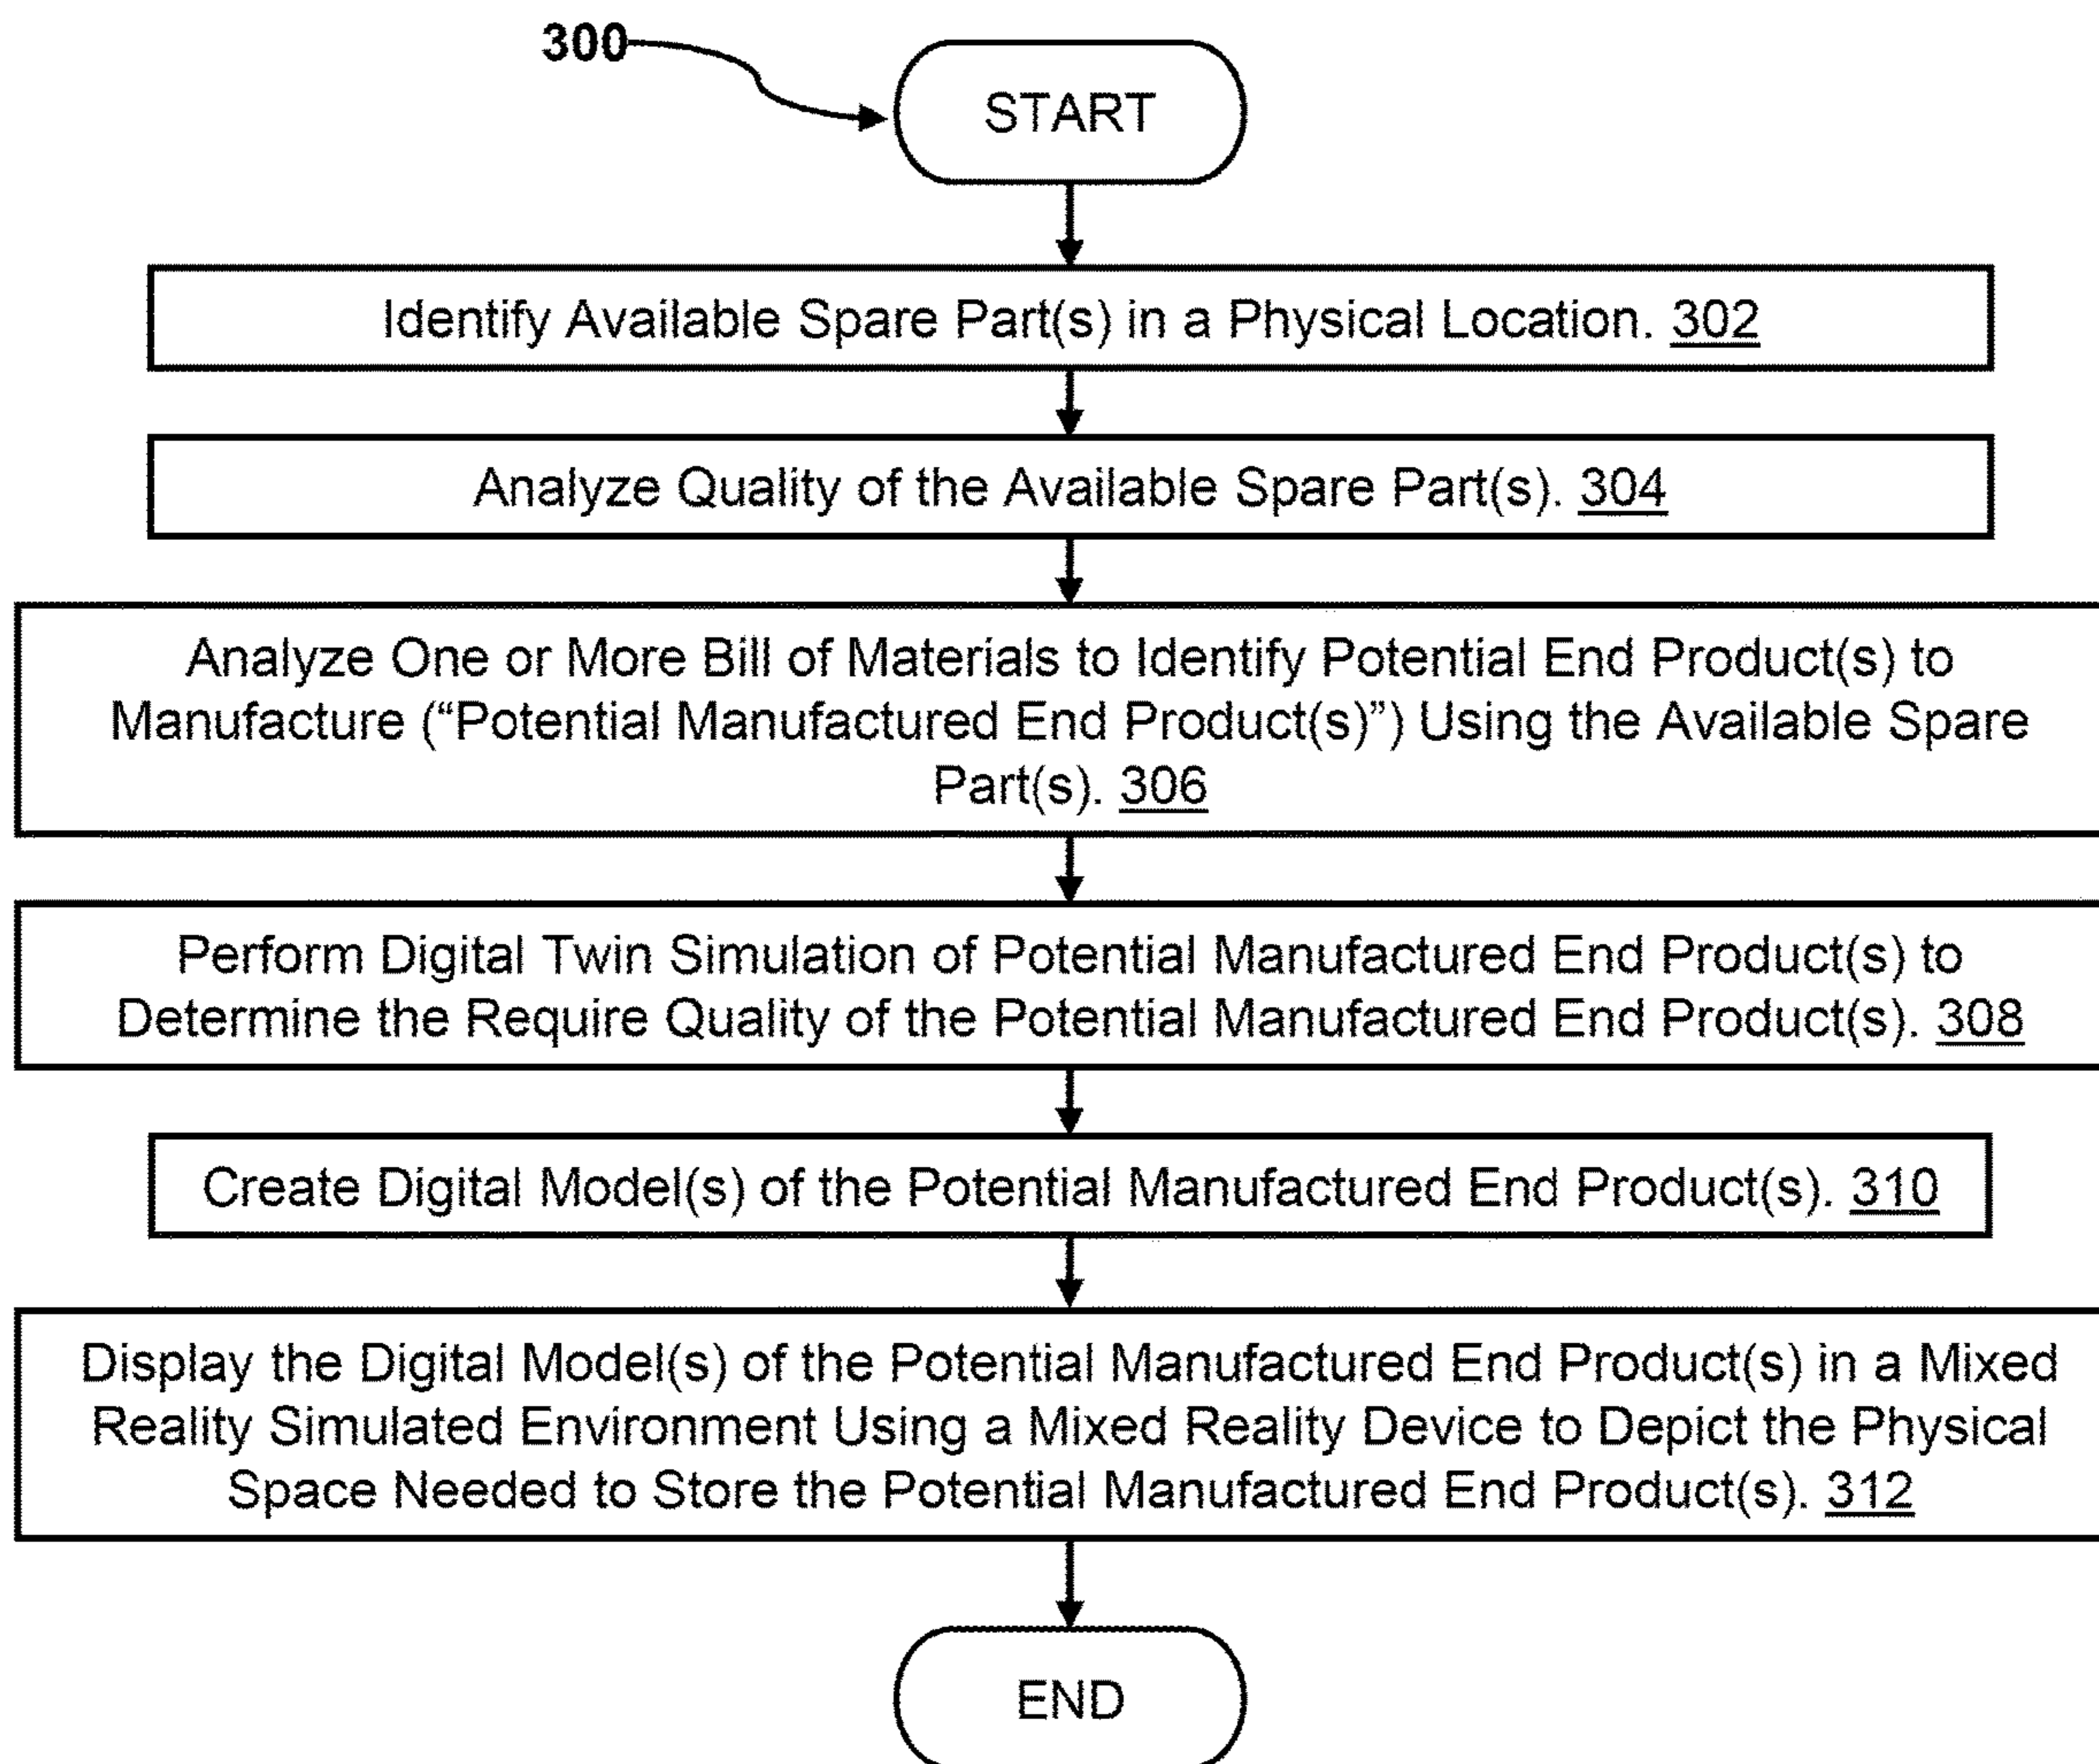 300
START
Identify Available Spare Part(s) in a Physical Location. 302
Analyze Quality of the Available Spare Part(s). 304
Analyze One or More Bill of Materials to Identify Potential End Product(s) to
Manufacture (“Potential Manufactured End Product(s)”) Using the Available Spare
Part(s). 306
Perform Digital Twin Simulation of Potential Manufactured End Product(s) to
Determine the Require Quality of the Potential Manufactured End Product(s). 308
Create Digital Model(s) of the Potential Manufactured End Product(s). 310
Display the Digital Model(s) of the Potential Manufactured End Product(s) in a Mixed
Reality Simulated Environment Using a Mixed Reality Device to Depict the Physical
Space Needed to Store the Potential Manufactured End Product(s). 312
END